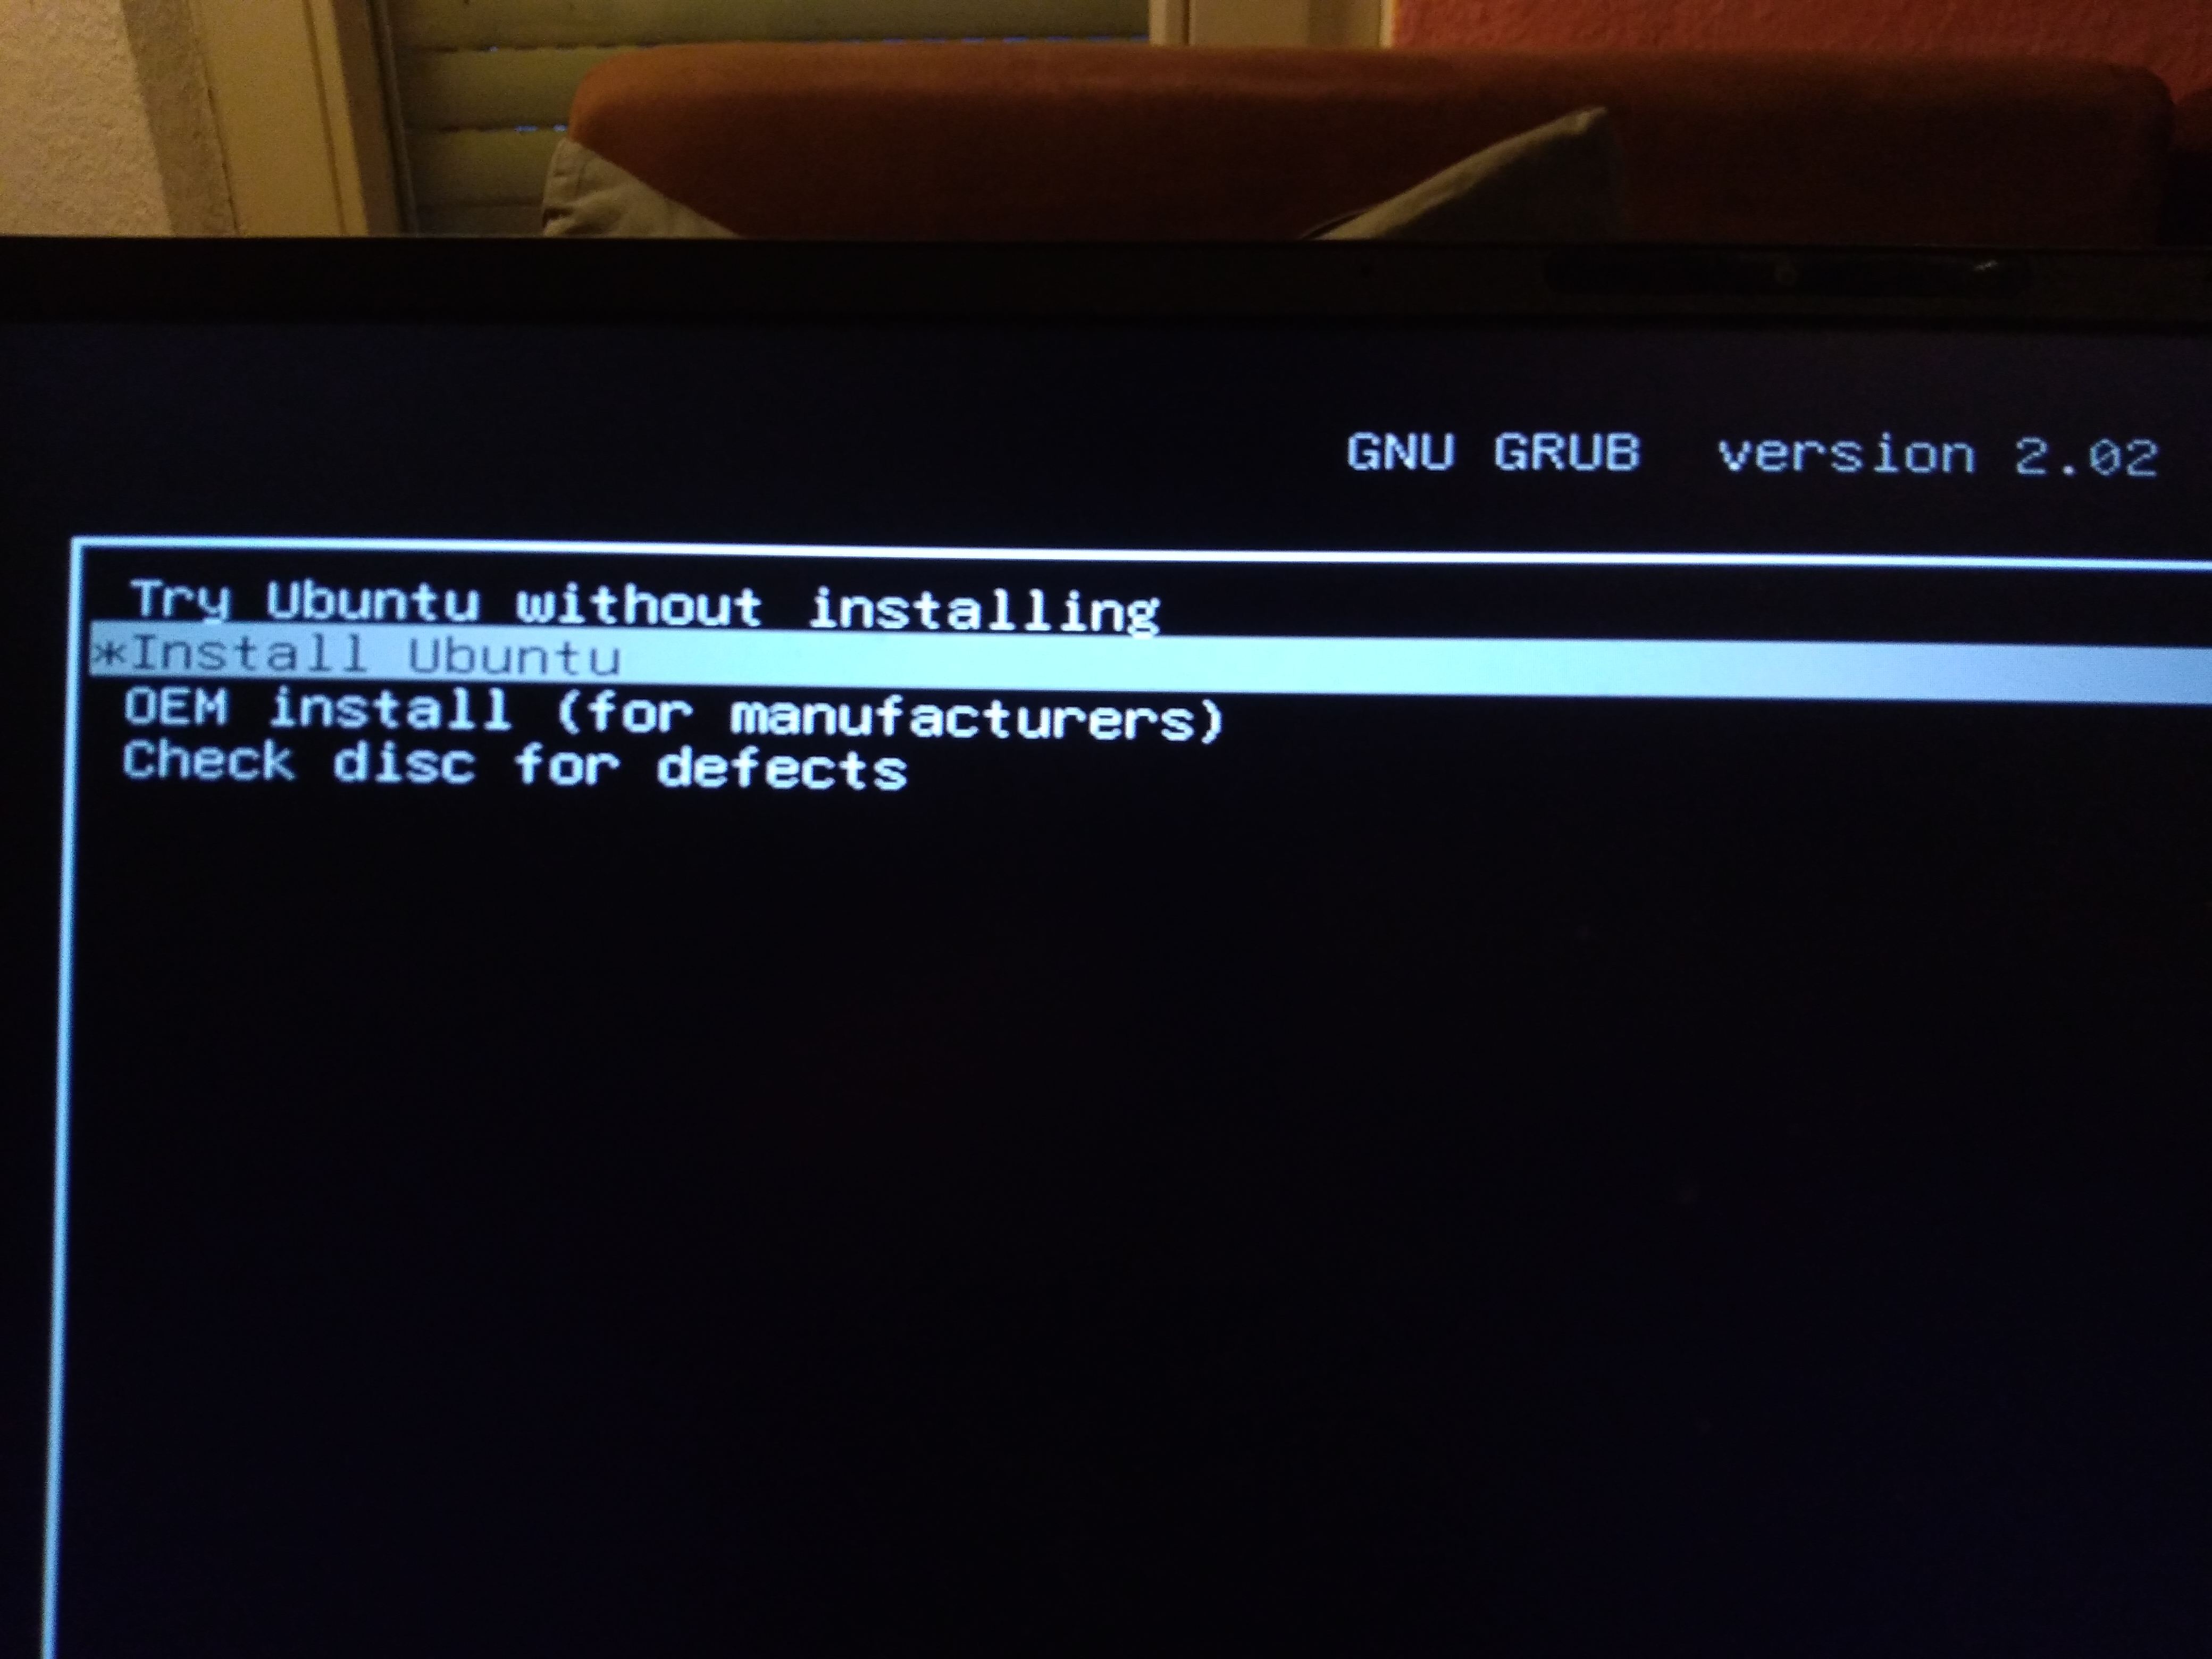 GNU GRUB  version 2.02
Try Ubuntu without installing
*Install Ubuntu
OEM install (for manufacturers)
Check disc for defects